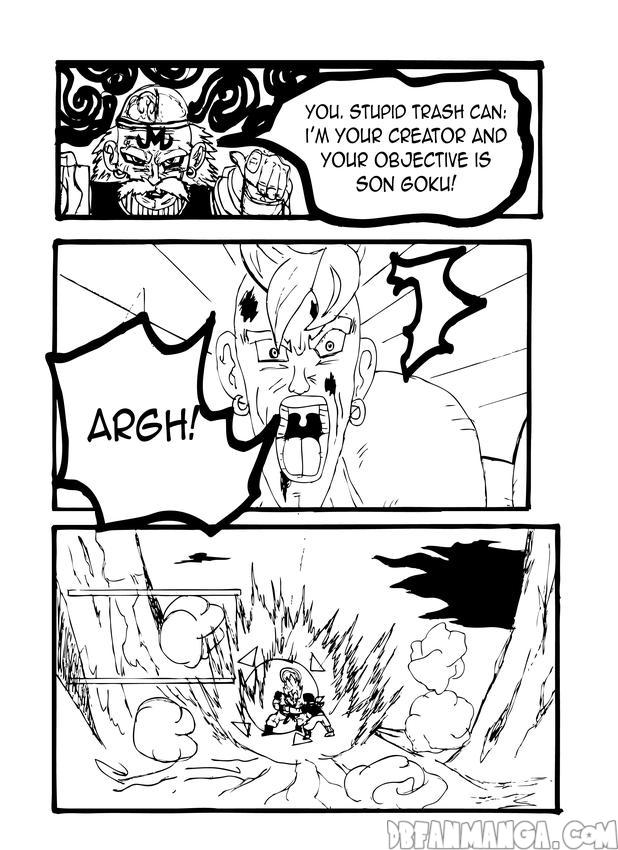 YOU, STUPID TRASH CAN:
I'M YOUR CREATOR AND
YOUR OBJECTIVE IS
SON GOKU!
ARGH!
DBFANMANGA.COM